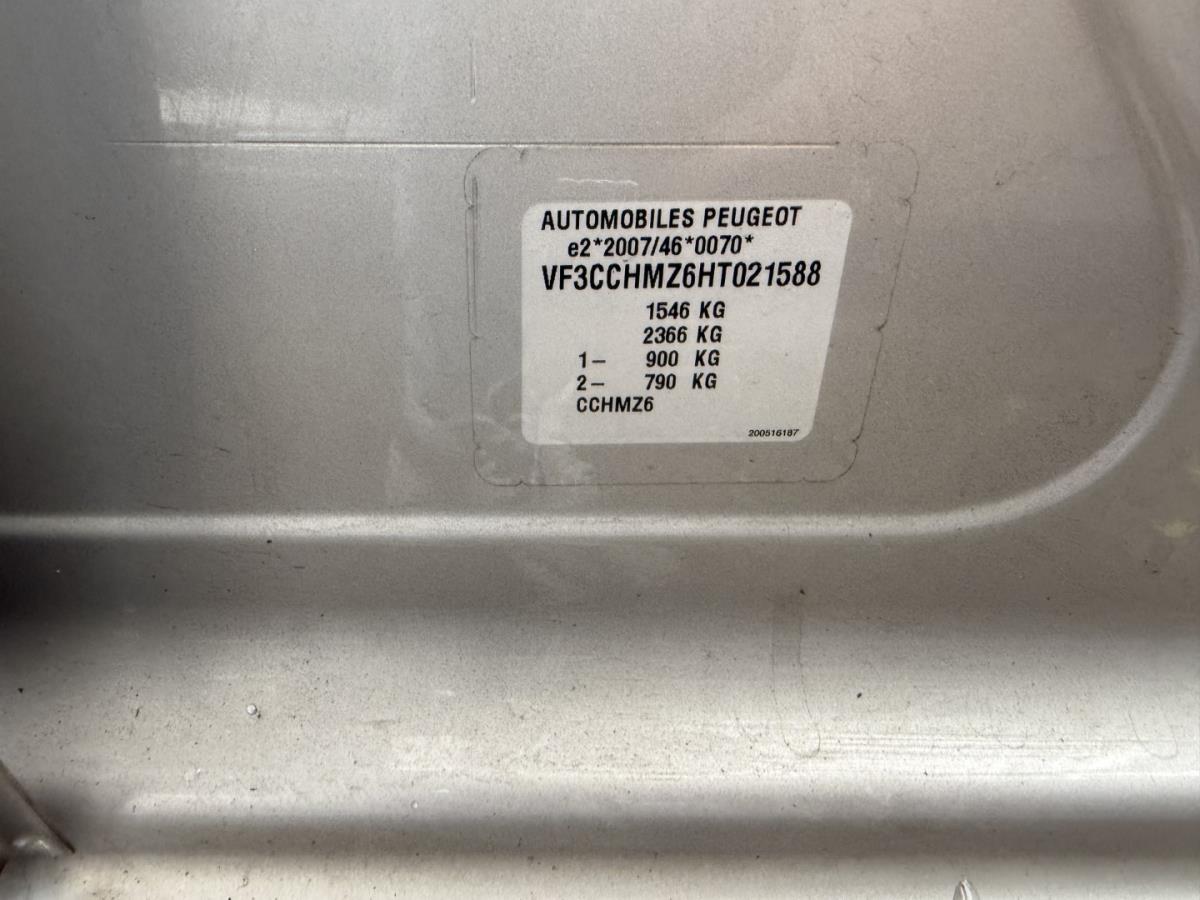 AUTOMOBILES PEUGEOT
e2*2007/46*0070*
VF3CCHMZ6HT021588
1546 KG
2366 KG
1- 900 KG
2- 790 KG
CCHMZ6
200516187